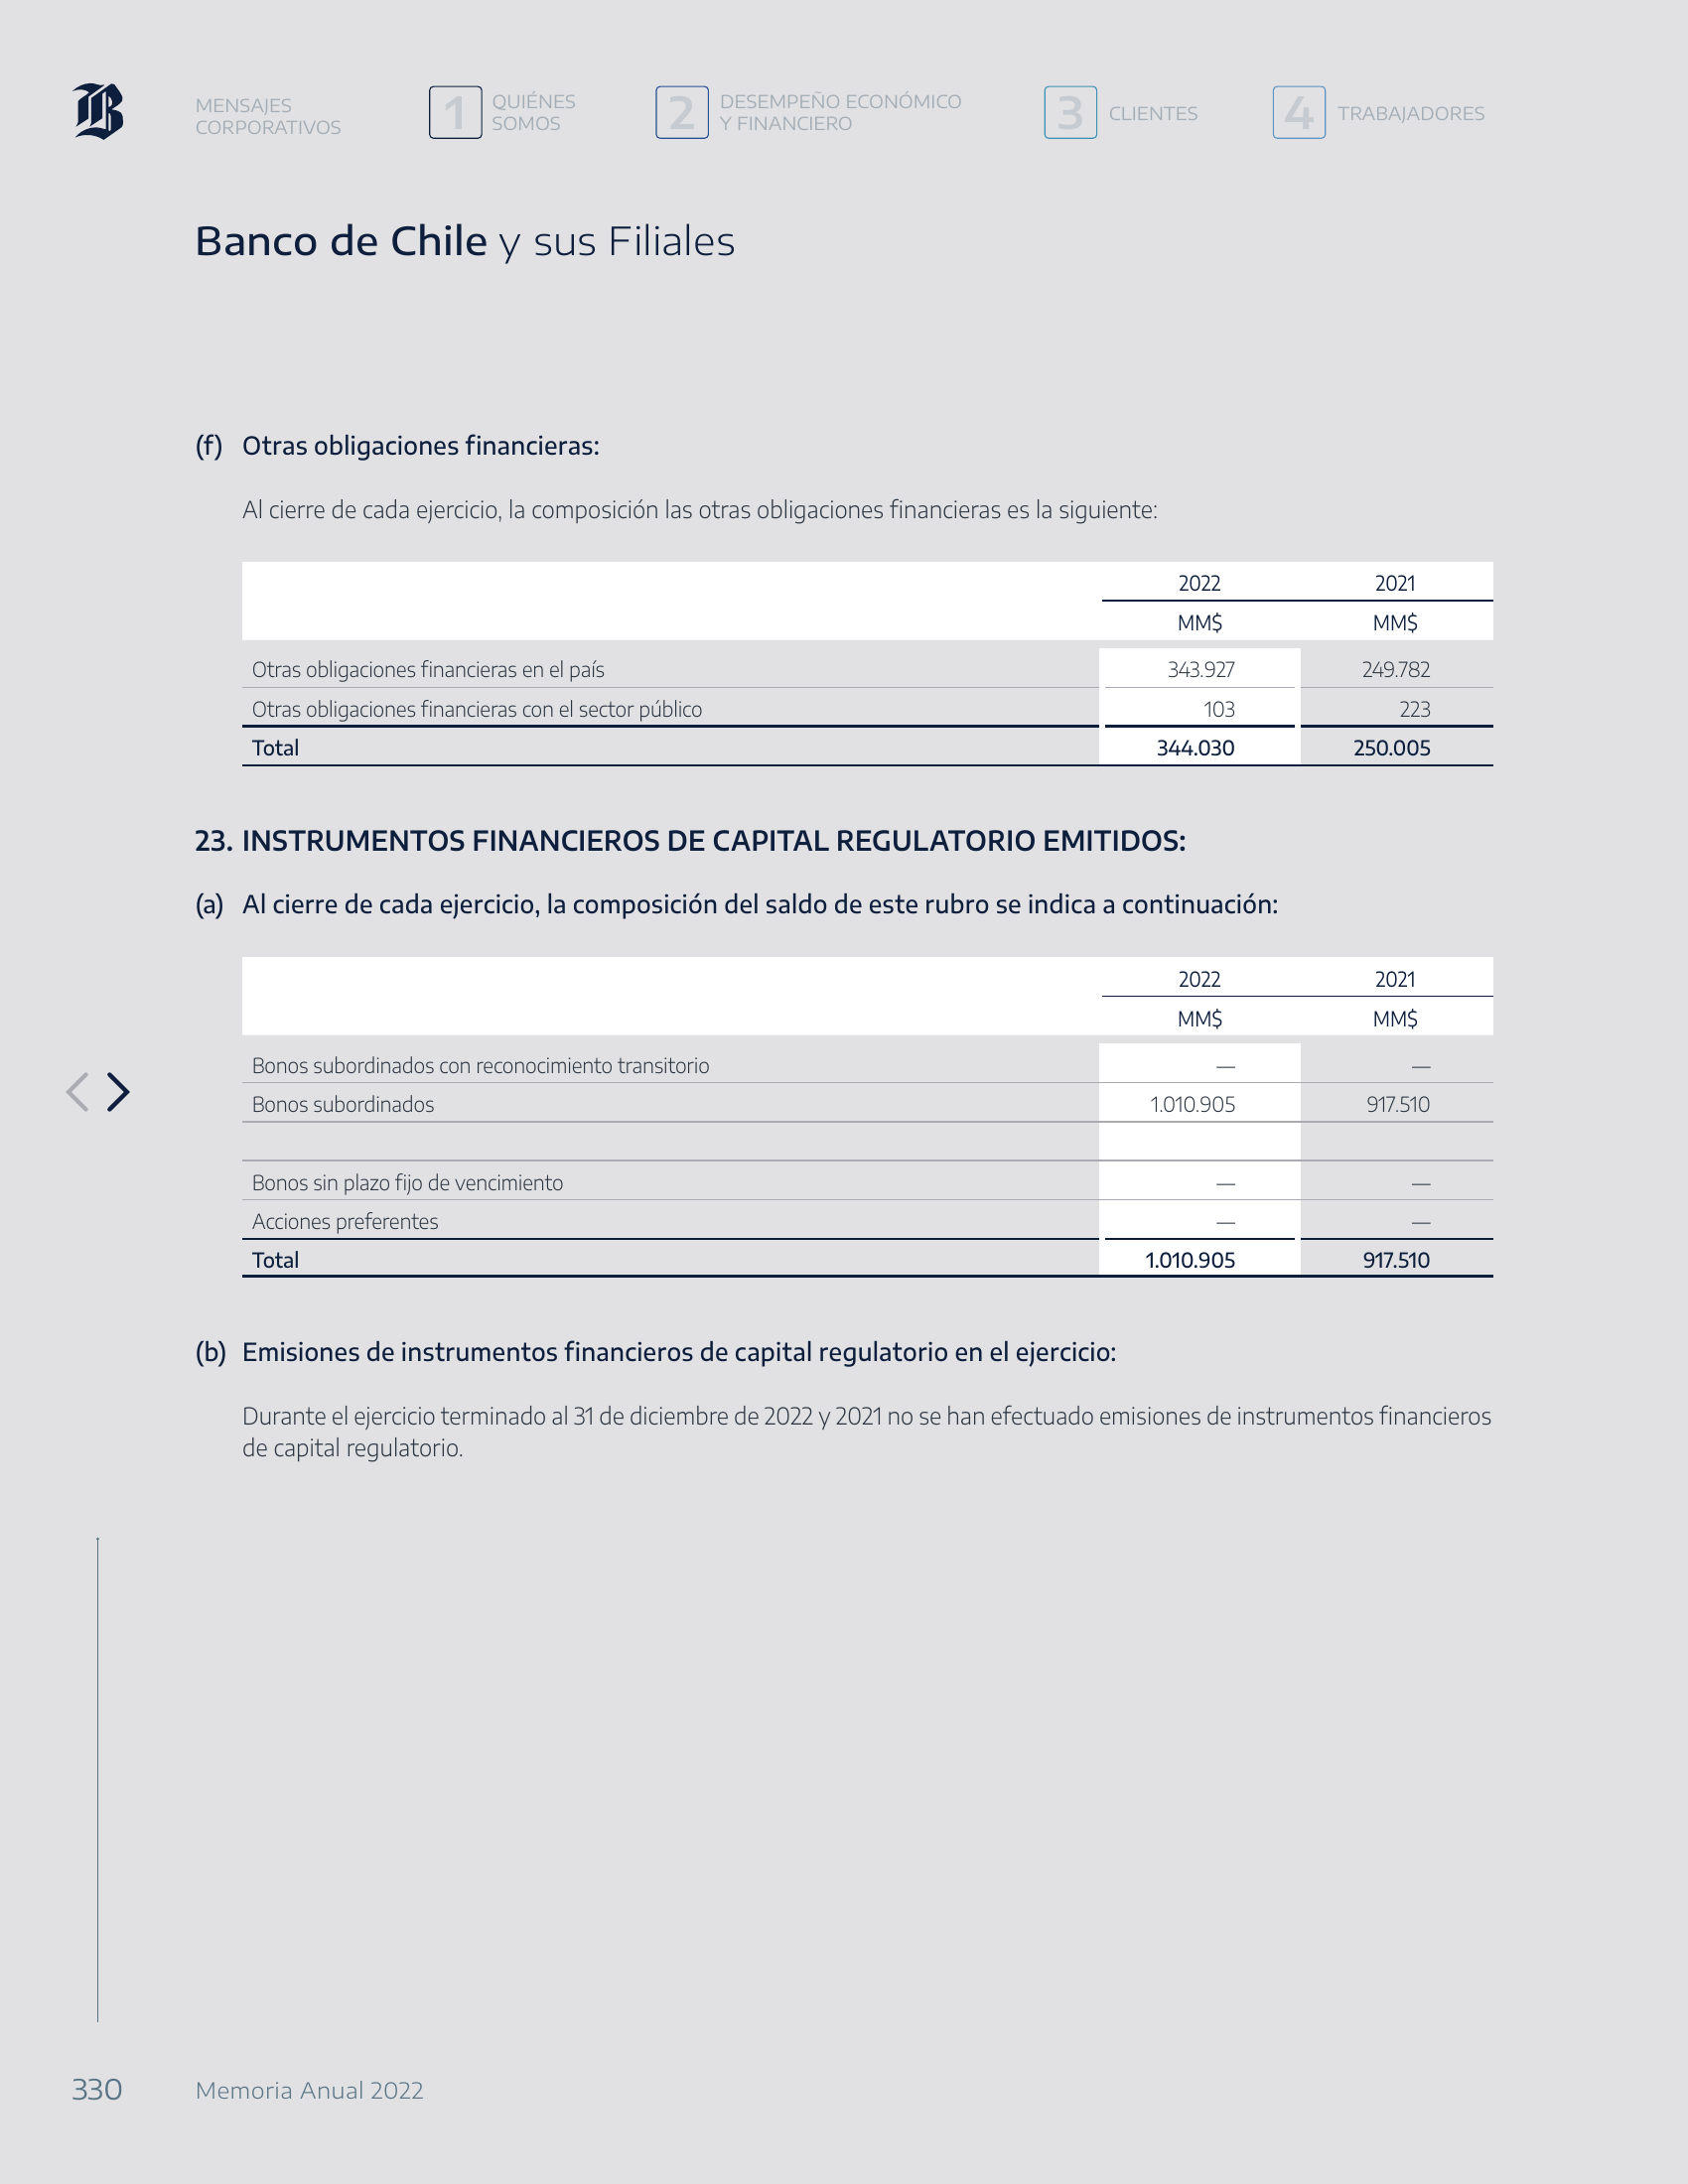 MENSAJES
CORPORATIVOS
1 QUIÉNES
SOMOS
2 DESEMPEÑO ECONÓMICO
Y FINANCIERO
3 CLIENTES
4 TRABAJADORES
Banco de Chile y sus Filiales
(f) Otras obligaciones financieras:
Al cierre de cada ejercicio, la composición las otras obligaciones financieras es la siguiente:
2022 2021
MM$ MM$
Otras obligaciones financieras en el país 343.927 249.782
Otras obligaciones financieras con el sector público 103 223
Total 344.030 250.005
23. INSTRUMENTOS FINANCIEROS DE CAPITAL REGULATORIO EMITIDOS:
(a) Al cierre de cada ejercicio, la composición del saldo de este rubro se indica a continuación:
2022 2021
MM$ MM$
Bonos subordinados con reconocimiento transitorio — —
Bonos subordinados 1.010.905 917.510
Bonos sin plazo fijo de vencimiento — —
Acciones preferentes — —
Total 1.010.905 917.510
(b) Emisiones de instrumentos financieros de capital regulatorio en el ejercicio:
Durante el ejercicio terminado al 31 de diciembre de 2022 y 2021 no se han efectuado emisiones de instrumentos financieros
de capital regulatorio.
330 Memoria Anual 2022